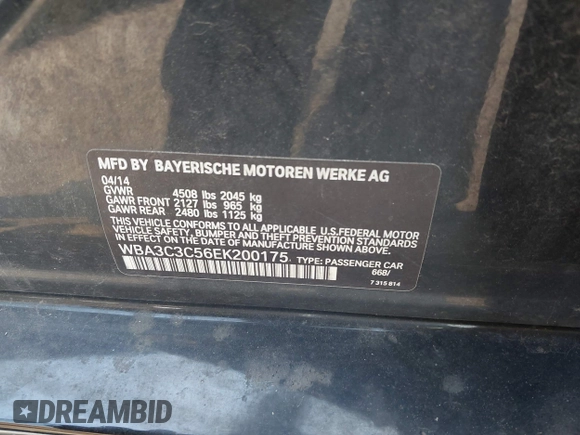 MFD BY BAYERISCHE MOTOREN WERKE AG
04/14
GVWR 4508 lbs 2045 kg
GAWR FRONT 2127 lbs 965 kg
GAWR REAR 2480 lbs 1125 kg
THIS VEHICLE CONFORMS TO ALL APPLICABLE U.S.FEDERAL MOTOR
VEHICLE SAFETY, BUMPER AND THEFT PREVENTION STANDARDS
IN EFFECT ON THE DATE OF MANUFACTURE SHOWN ABOVE.
WBA3C3C56EK200175 TYPE: PASSENGER CAR
668/
7 315 814
DREAMBID